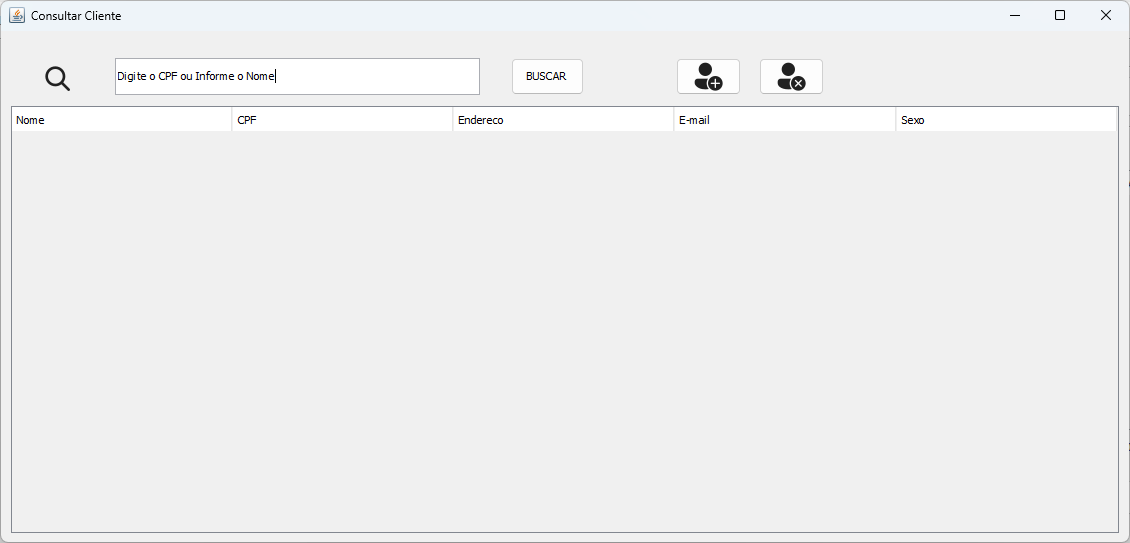 Consultar Cliente
Digite o CPF ou Informe o Nome
BUSCAR
Nome CPF Endereco E-mail Sexo